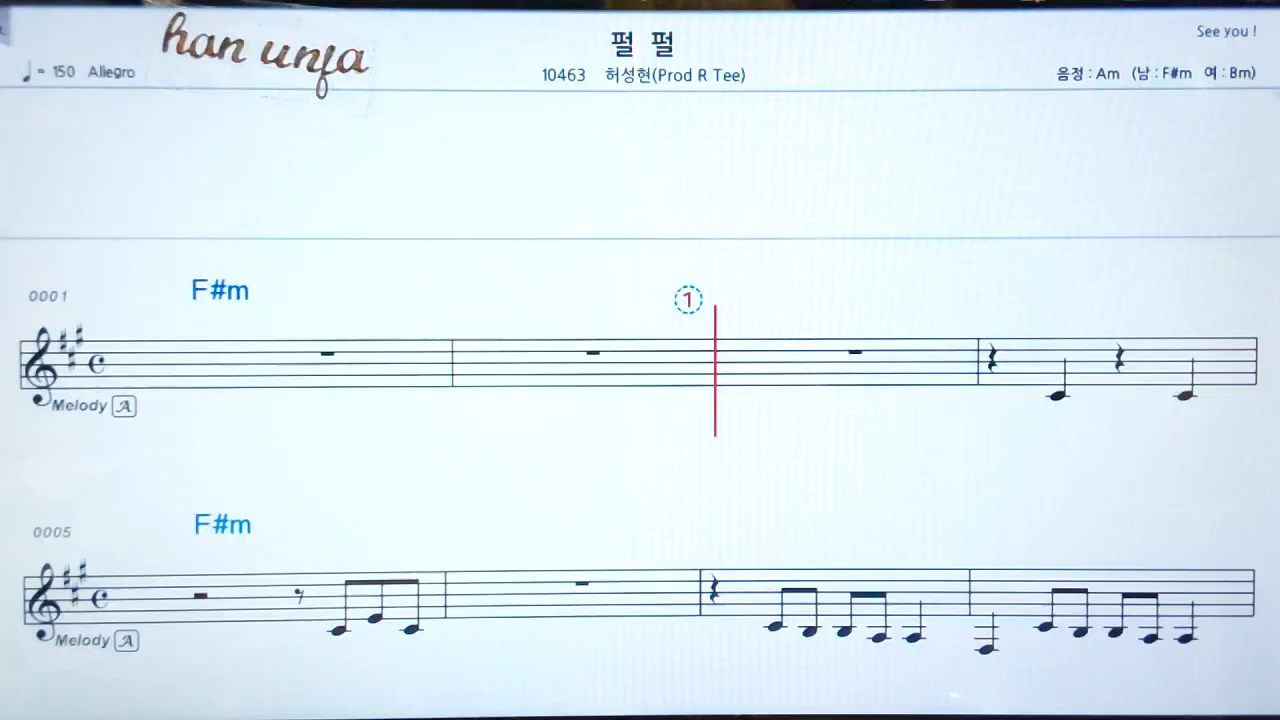 han unfa
펄 펄
See you !
♩ = 150 Allegro
10463 허성현(Prod R Tee)
음정 : Am (남 : F#m 여 : Bm)
0001 F#m ①
Melody A
0005 F#m
Melody A